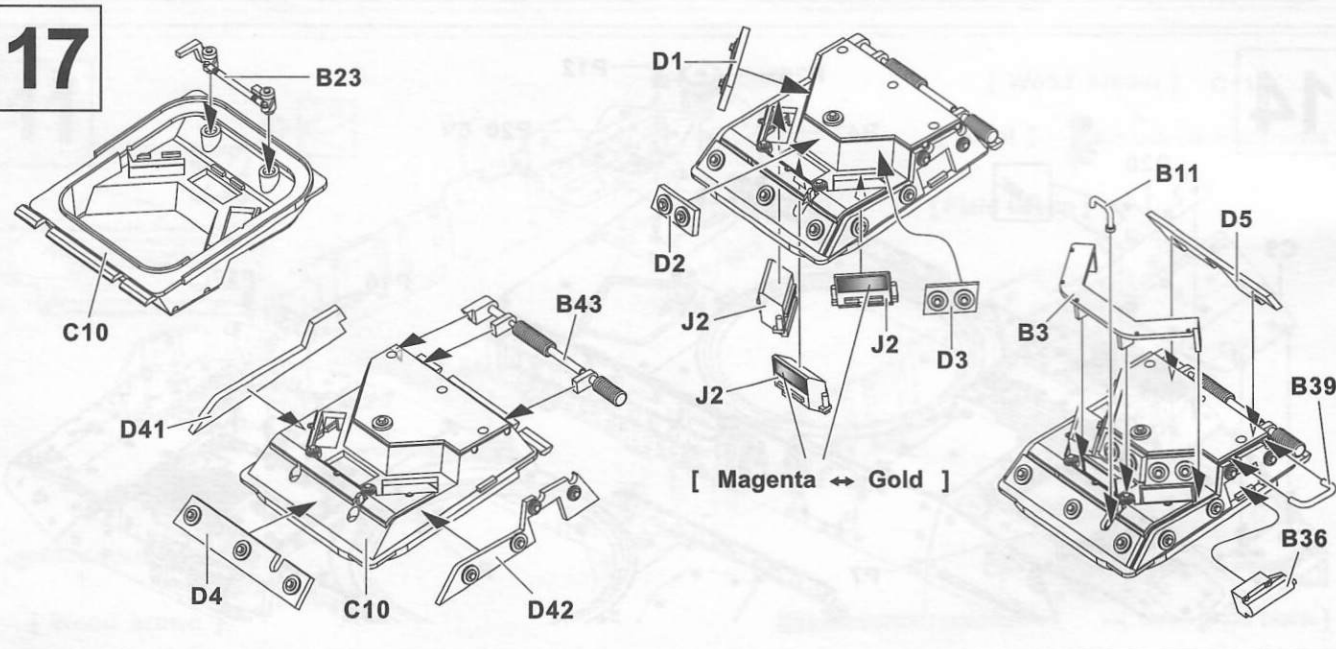 17
B23
C10
B43
D41
D4
C10
D42
D1
D2
J2
J2
J2
D3
[ Magenta ↔ Gold ]
B11
D5
B3
B39
B36